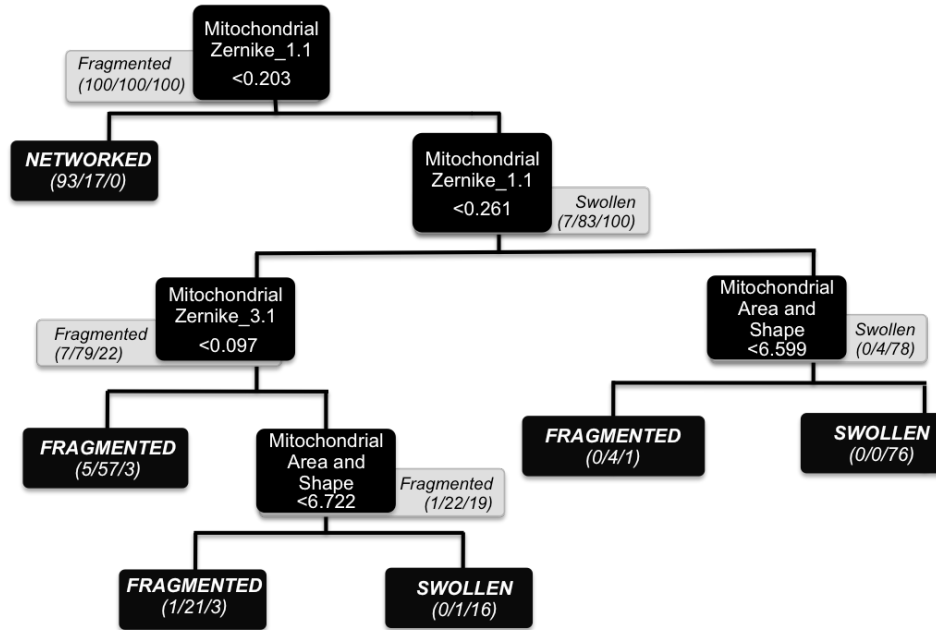 Mitochondrial
Zernike_1.1
<0.203
Fragmented
(100/100/100)
NETWORKED
(93/17/0)
Mitochondrial
Zernike_1.1
<0.261
Swollen
(7/83/100)
Mitochondrial
Zernike_3.1
<0.097
Fragmented
(7/79/22)
Mitochondrial
Area and
Shape
<6.599
Swollen
(0/4/78)
FRAGMENTED
(5/57/3)
Mitochondrial
Area and
Shape
<6.722
Fragmented
(1/22/19)
FRAGMENTED
(0/4/1)
SWOLLEN
(0/0/76)
FRAGMENTED
(1/21/3)
SWOLLEN
(0/1/16)